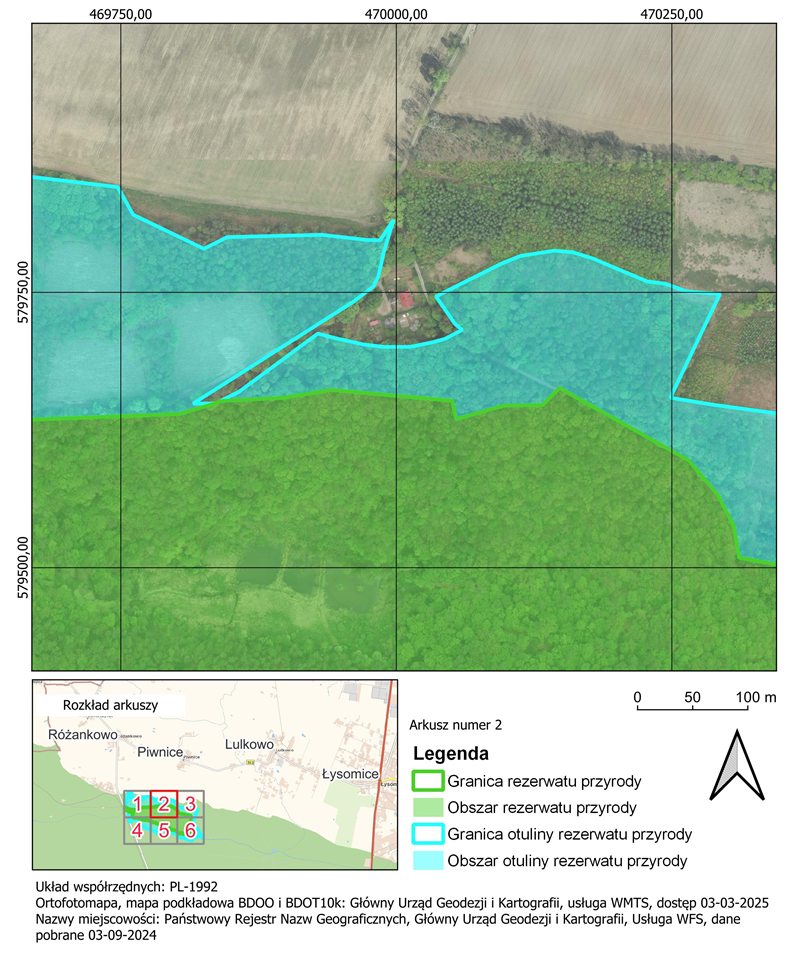 469750,00 470000,00 470250,00
579750,00
579500,00
Rozkład arkuszy
Różankowo
Piwnice
Piwnice
Lulkowo
Łysomice
1 2 3
4 5 6
0 50 100 m
Arkusz numer 2
Legenda
Granica rezerwatu przyrody
Obszar rezerwatu przyrody
Granica otuliny rezerwatu przyrody
Obszar otuliny rezerwatu przyrody
Układ współrzędnych: PL-1992
Ortofotomapa, mapa podkładowa BDOO i BDOT10k: Główny Urząd Geodezji i Kartografii, usługa WMTS, dostęp 03-03-2025
Nazwy miejscowości: Państwowy Rejestr Nazw Geograficznych, Główny Urząd Geodezji i Kartografii, Usługa WFS, dane
pobrane 03-09-2024